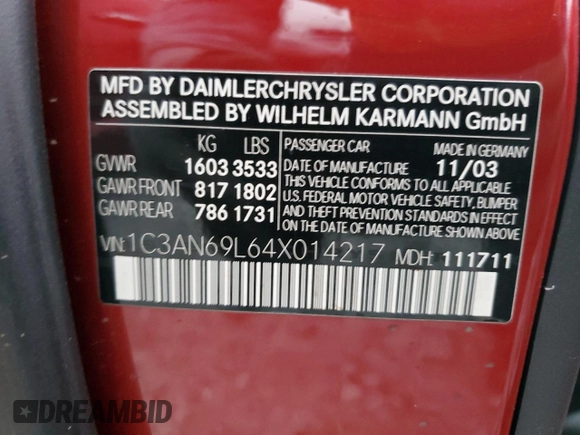 MFD BY DAIMLERCHRYSLER CORPORATION
ASSEMBLED BY WILHELM KARMANN GmbH
KG LBS
GVWR 1603 3533
GAWR FRONT 817 1802
GAWR REAR 786 1731
PASSENGER CAR MADE IN GERMANY
DATE OF MANUFACTURE 11/03
THIS VEHICLE CONFORMS TO ALL APPLICABLE
U.S. FEDERAL MOTOR VEHICLE SAFETY, BUMPER
AND THEFT PREVENTION STANDARDS IN EFFECT
ON THE DATE OF MANUFACTURE SHOWN ABOVE
VIN: 1C3AN69L64X014217 MDH: 111711
DREAMBID